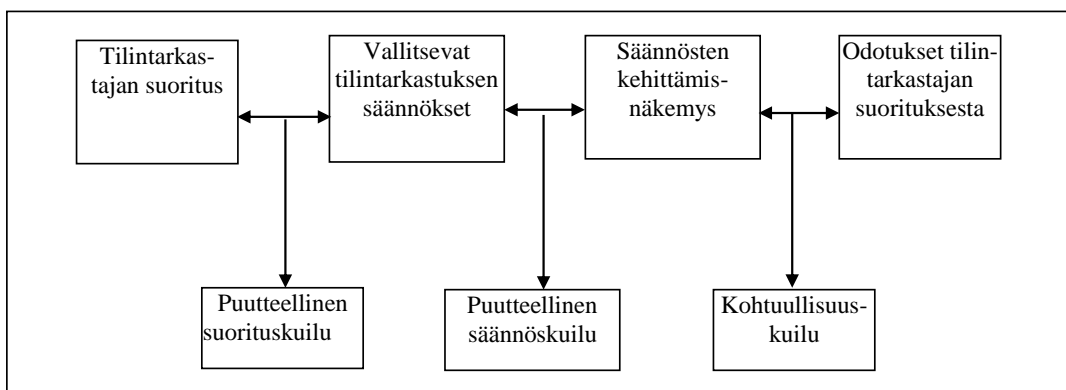 Tilintarkas-
tajan suoritus
Vallitsevat
tilintarkastuksen
säännökset
Säännösten
kehittämis-
näkemys
Odotukset tilin-
tarkastajan
suorituksesta
Puutteellinen
suorituskuilu
Puutteellinen
säännöskuilu
Kohtuullisuus-
kuilu